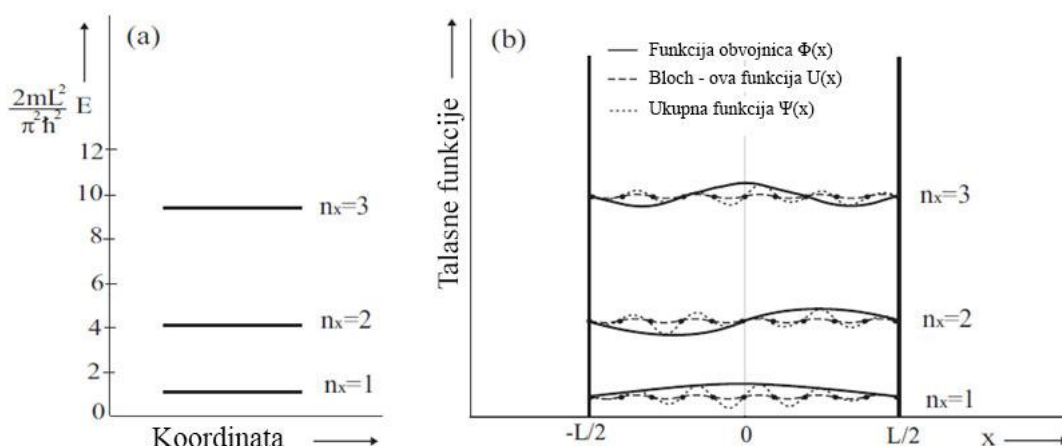 (a)
2mL²
π²ħ²
E
12
10
8
6
4
2
0
nx=3
nx=2
nx=1
Koordinata
(b)
Talasne funkcije
Funkcija obvojnica Φ(x)
Bloch - ova funkcija U(x)
Ukupna funkcija Ψ(x)
nx=3
nx=2
nx=1
-L/2
0
L/2
x